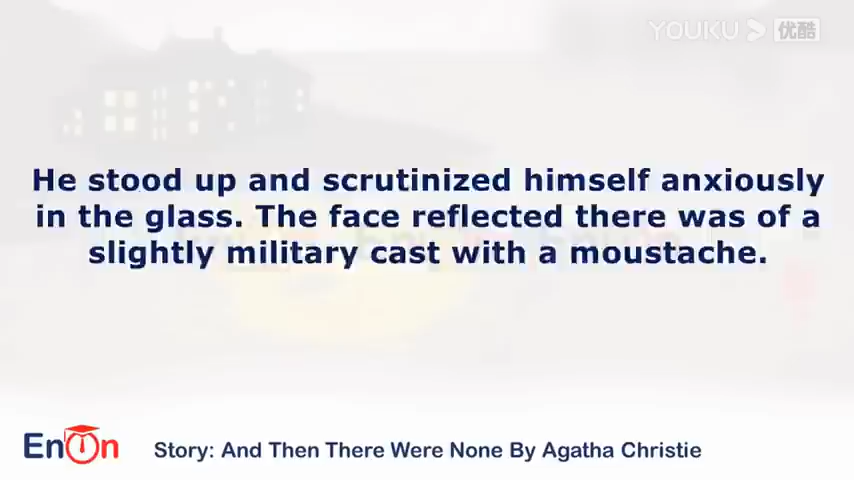 YOUKU 优酷
He stood up and scrutinized himself anxiously
in the glass. The face reflected there was of a
slightly military cast with a moustache.
EnOn
Story: And Then There Were None By Agatha Christie